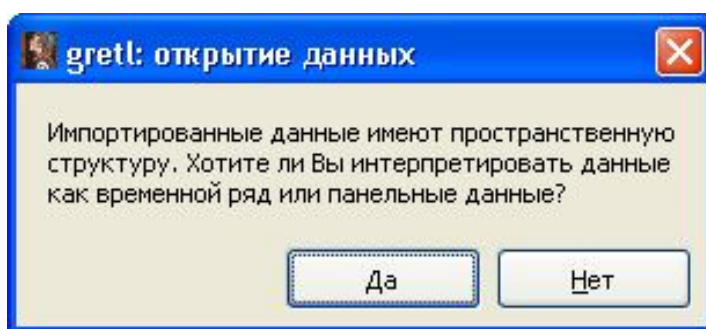 gretl: открытие данных
Импортированные данные имеют пространственную
структуру. Хотите ли Вы интерпретировать данные
как временной ряд или панельные данные?
Да
Нет